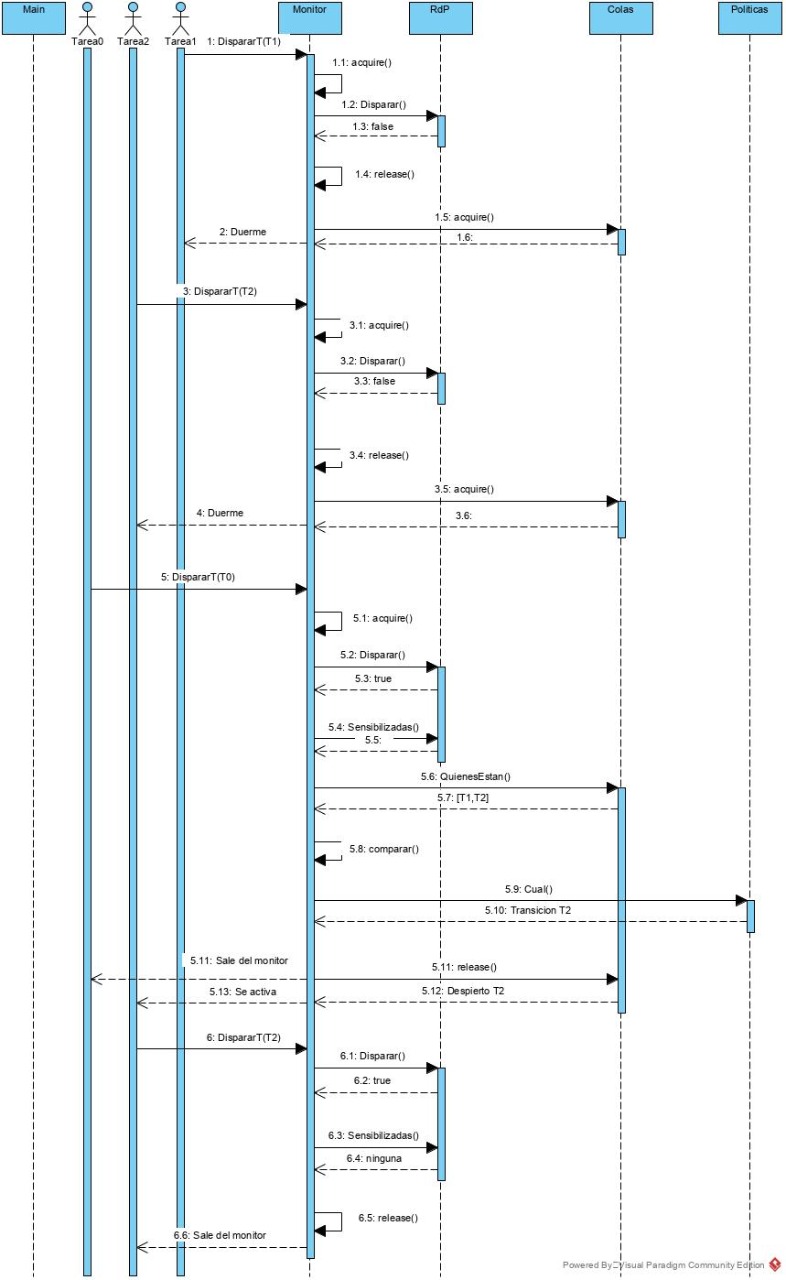 Main
Tarea0
Tarea2
Tarea1
Monitor
RdP
Colas
Politicas
1: DispararT(T1)
1.1: acquire()
1.2: Disparar()
1.3: false
1.4: release()
1.5: acquire()
2: Duerme
1.6:
3: DispararT(T2)
3.1: acquire()
3.2: Disparar()
3.3: false
3.4: release()
3.5: acquire()
4: Duerme
3.6:
5: DispararT(T0)
5.1: acquire()
5.2: Disparar()
5.3: true
5.4: Sensibilizadas()
5.5:
5.6: QuienesEstan()
5.7: [T1,T2]
5.8: comparar()
5.9: Cual()
5.10: Transicion T2
5.11: Sale del monitor
5.11: release()
5.13: Se activa
5.12: Despierto T2
6: DispararT(T2)
6.1: Disparar()
6.2: true
6.3: Sensibilizadas()
6.4: ninguna
6.5: release()
6.6: Sale del monitor
Powered By Visual Paradigm Community Edition